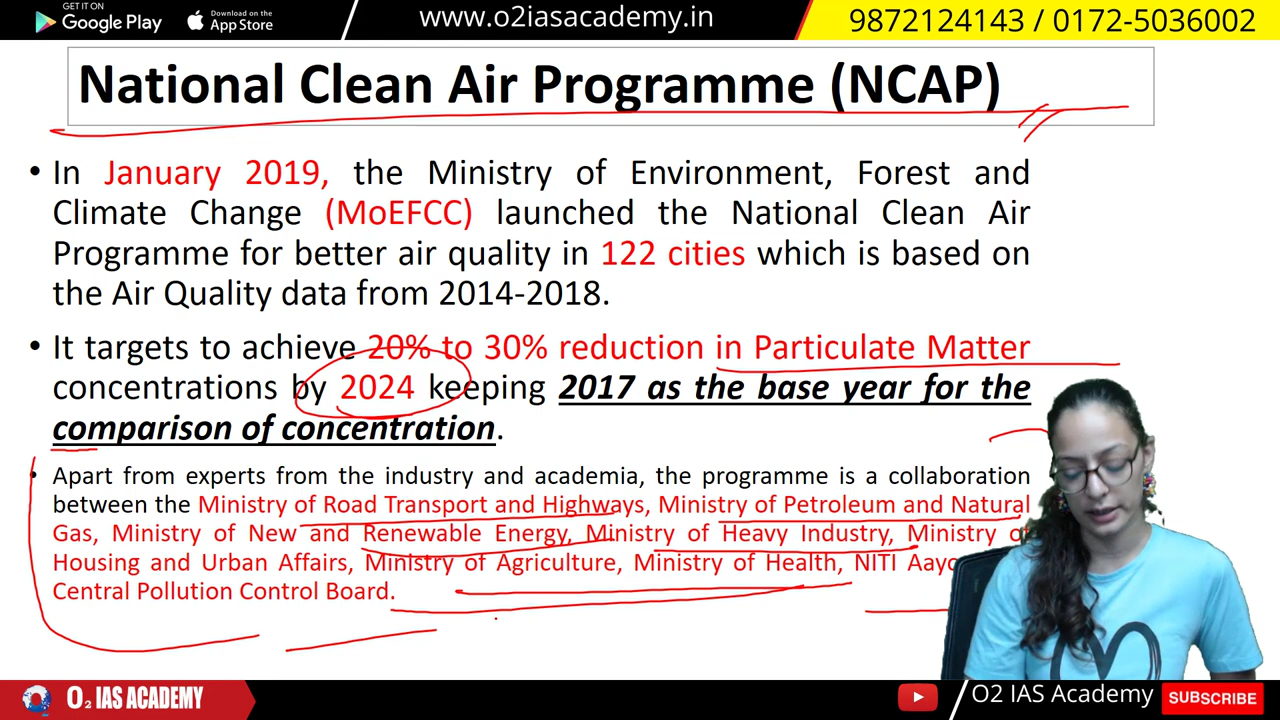 GET IT ON
Google Play
Download on the
App Store
www.o2iasacademy.in
9872124143 / 0172-5036002
National Clean Air Programme (NCAP)
• In January 2019, the Ministry of Environment, Forest and
Climate Change (MoEFCC) launched the National Clean Air
Programme for better air quality in 122 cities which is based on
the Air Quality data from 2014-2018.
• It targets to achieve 20% to 30% reduction in Particulate Matter
concentrations by 2024 keeping 2017 as the base year for the
comparison of concentration.
• Apart from experts from the industry and academia, the programme is a collaboration
between the Ministry of Road Transport and Highways, Ministry of Petroleum and Natural
Gas, Ministry of New and Renewable Energy, Ministry of Heavy Industry, Ministry of
Housing and Urban Affairs, Ministry of Agriculture, Ministry of Health, NITI
Central Pollution Control Board.
O2 IAS ACADEMY
O2 IAS Academy
SUBSCRIBE